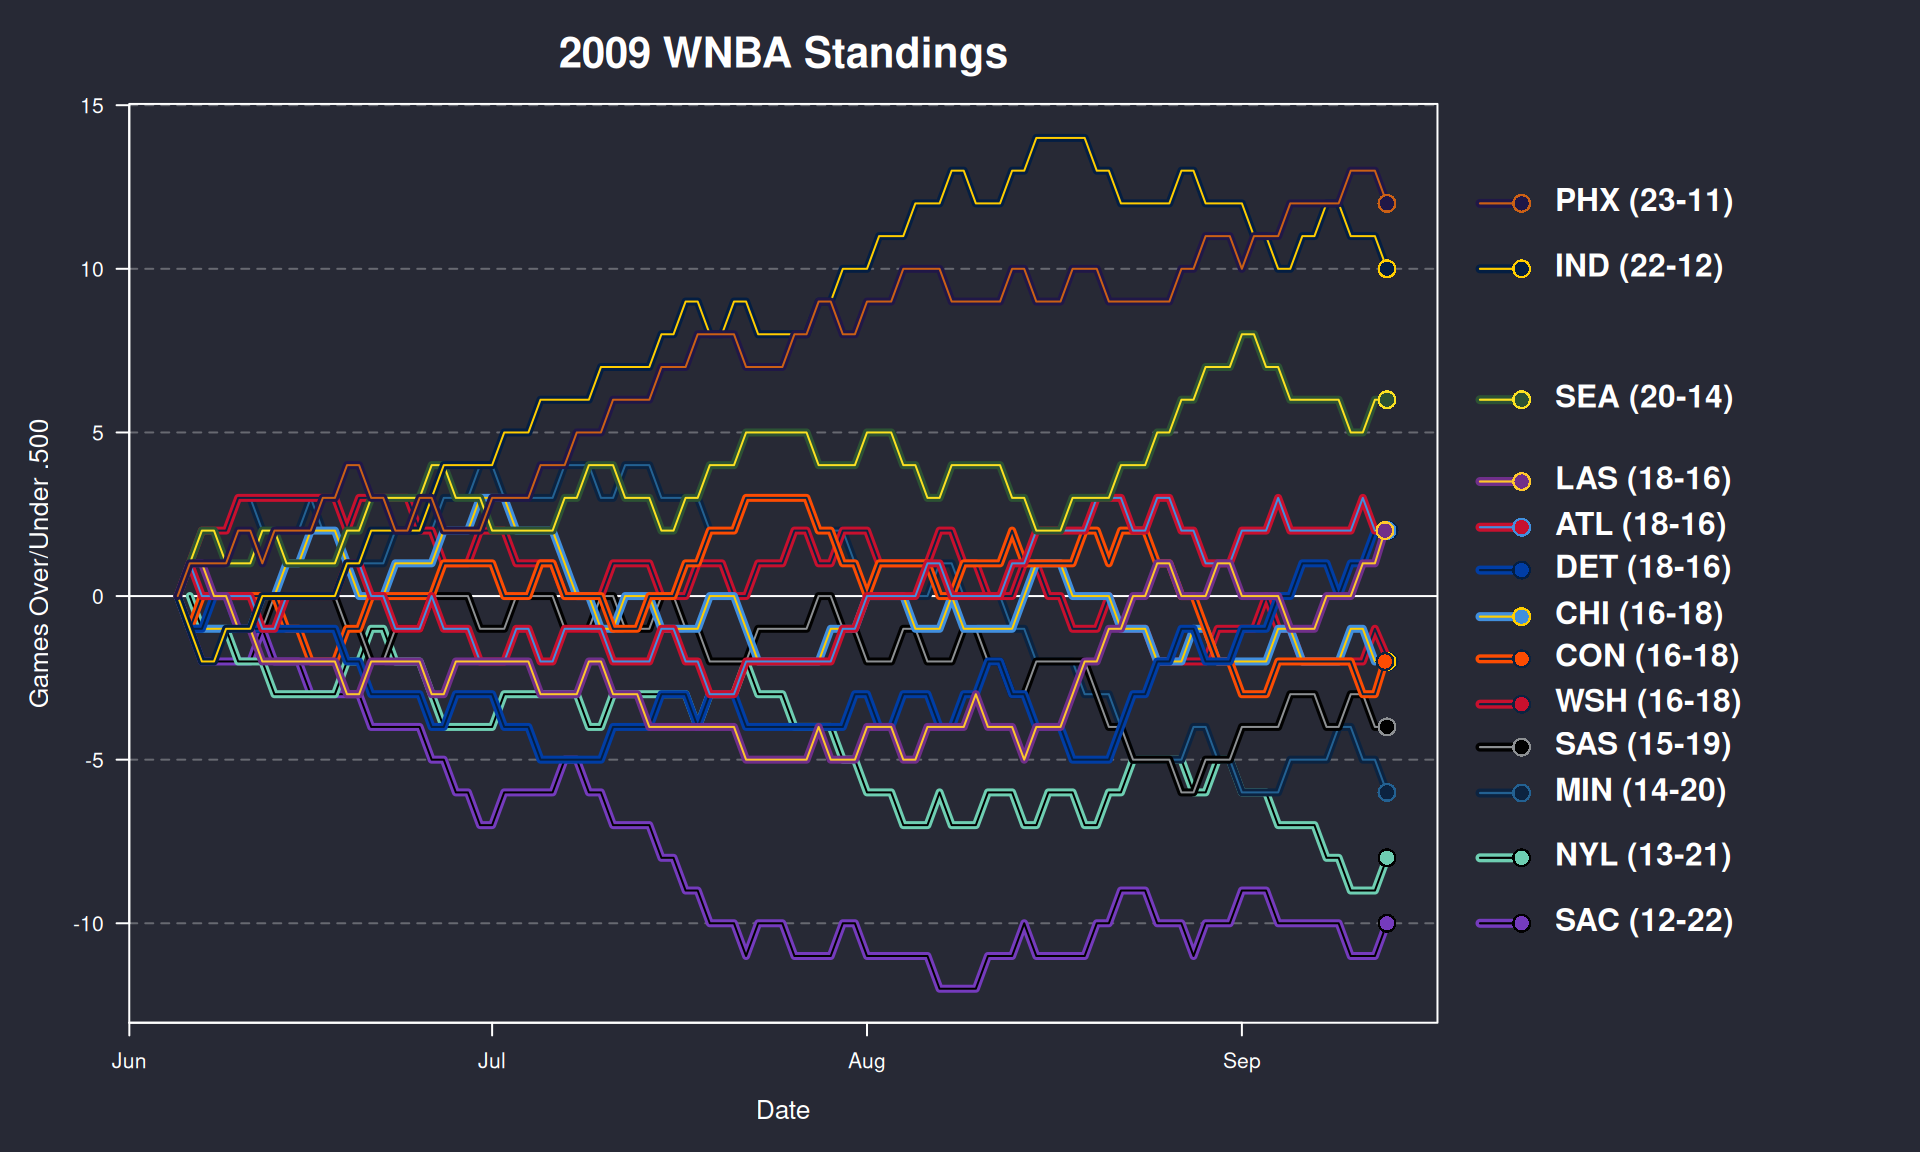 2009 WNBA Standings
15
10
5
0
-5
-10
Games Over/Under .500
Jun
Jul
Aug
Sep
Date
PHX (23-11)
IND (22-12)
SEA (20-14)
LAS (18-16)
ATL (18-16)
DET (18-16)
CHI (16-18)
CON (16-18)
WSH (16-18)
SAS (15-19)
MIN (14-20)
NYL (13-21)
SAC (12-22)